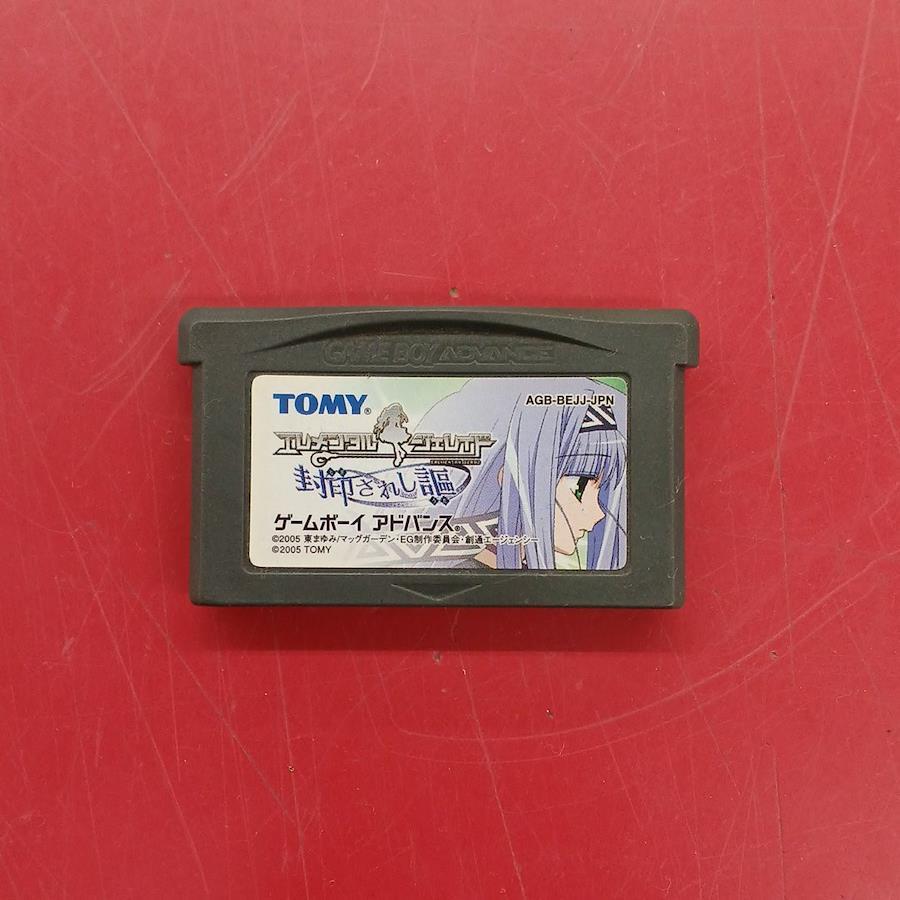 GAME BOY ADVANCE
TOMY®
AGB-BEJJ-JPN
エレメンタル ジェレイド
封印されし謳
うた
ゲームボーイ アドバンス®
©2005 東まゆみ/マッグガーデン・EG制作委員会・創通エージェンシー
©2005 TOMY